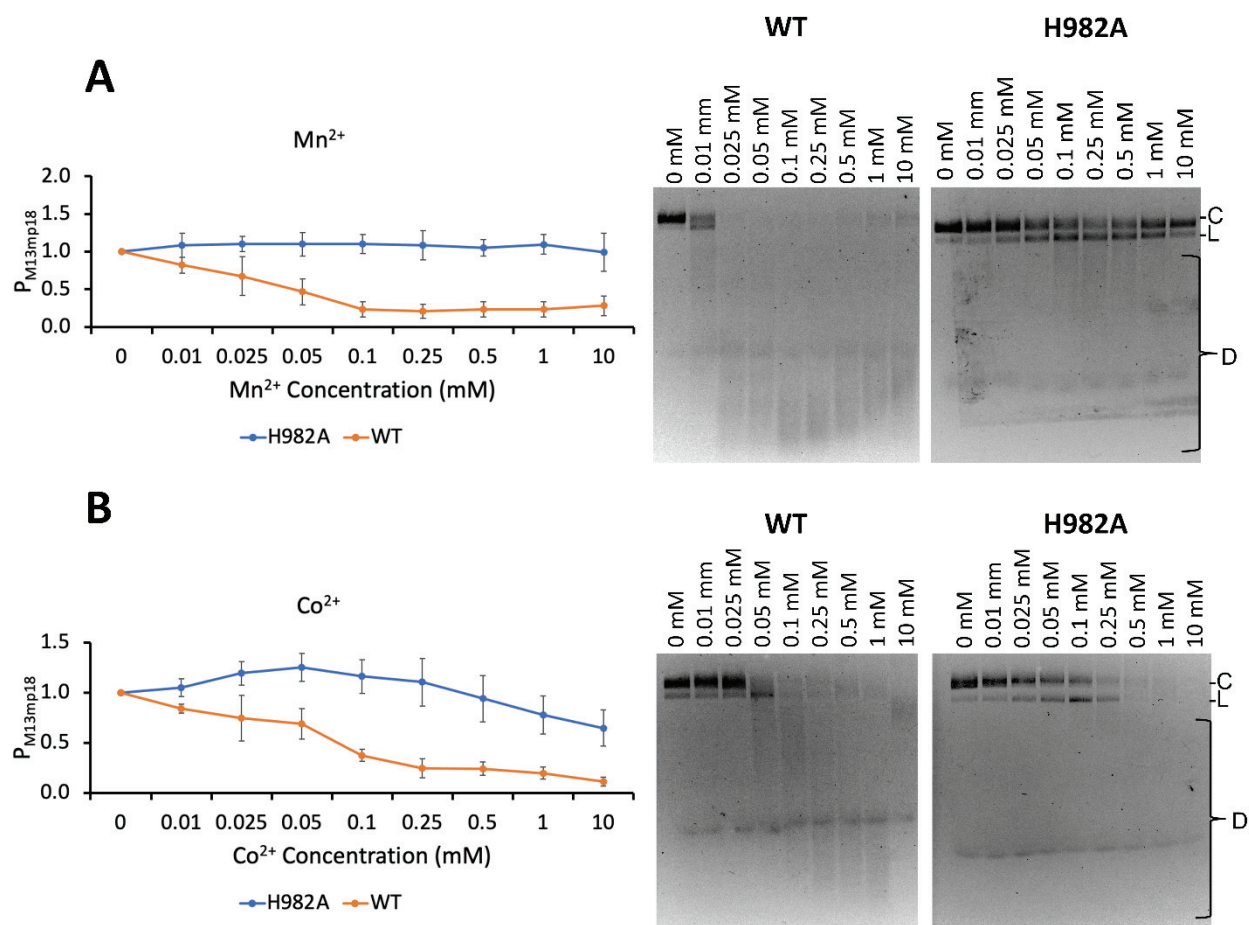 WT
H982A
A
Mn²⁺
2.0
1.5
1.0
0.5
0.0
P_M13mp18
0 0.01 0.025 0.05 0.1 0.25 0.5 1 10
Mn²⁺ Concentration (mM)
H982A WT
0 mM
0.01 mm
0.025 mM
0.05 mM
0.1 mM
0.25 mM
0.5 mM
1 mM
10 mM
0 mM
0.01 mm
0.025 mM
0.05 mM
0.1 mM
0.25 mM
0.5 mM
1 mM
10 mM
-C
-L
D
B
WT
H982A
Co²⁺
1.5
1.0
0.5
0.0
P_M13mp18
0 0.01 0.025 0.05 0.1 0.25 0.5 1 10
Co²⁺ Concentration (mM)
H982A WT
0 mM
0.01 mm
0.025 mM
0.05 mM
0.1 mM
0.25 mM
0.5 mM
1 mM
10 mM
0 mM
0.01 mm
0.025 mM
0.05 mM
0.1 mM
0.25 mM
0.5 mM
1 mM
10 mM
-C
-L
D